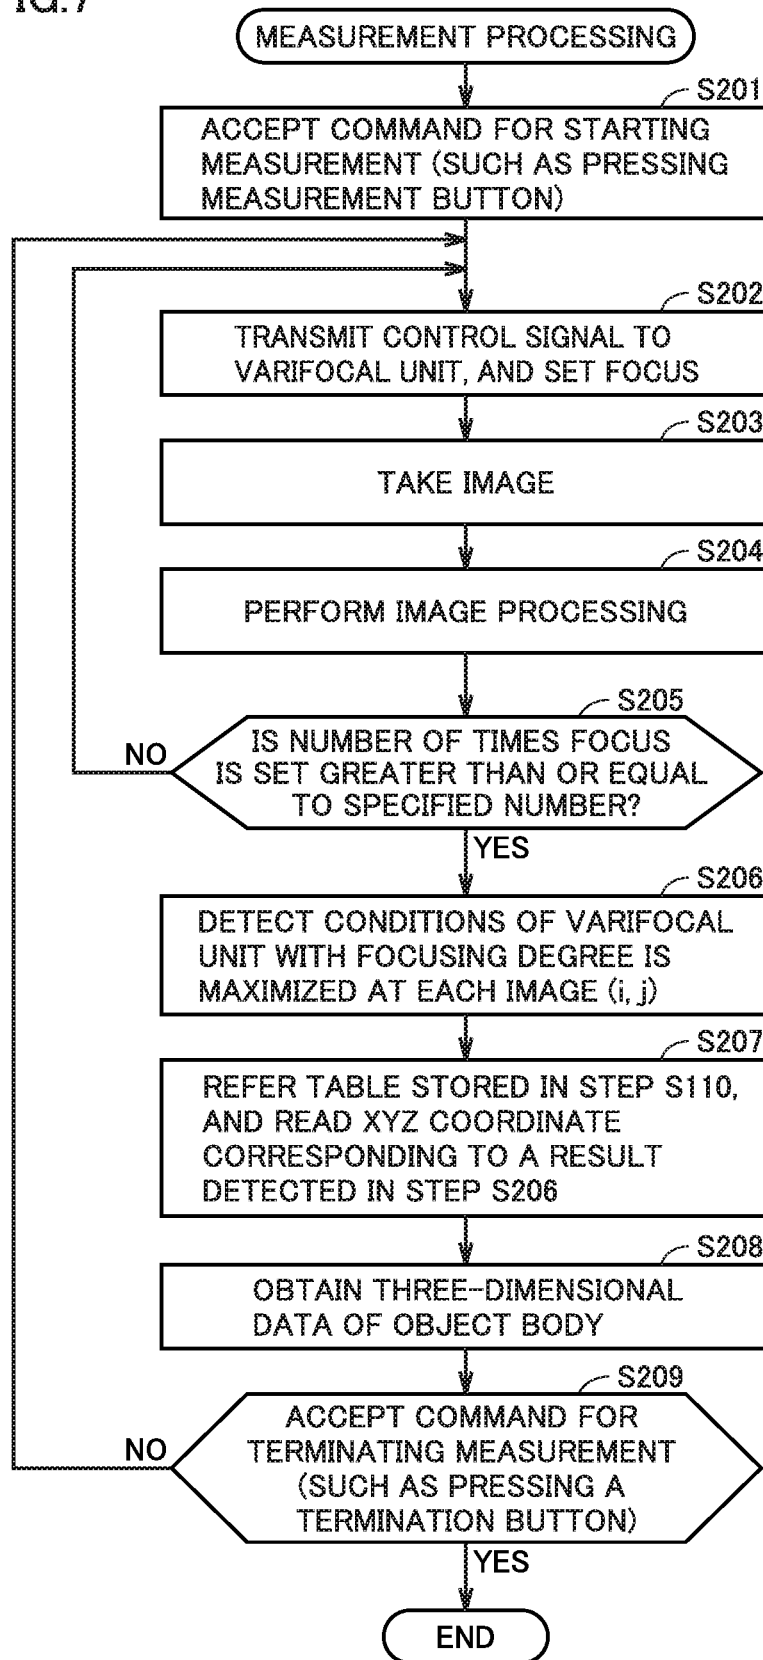 IG.7
MEASUREMENT PROCESSING
S201
ACCEPT COMMAND FOR STARTING
MEASUREMENT (SUCH AS PRESSING
MEASUREMENT BUTTON)
S202
TRANSMIT CONTROL SIGNAL TO
VARIFOCAL UNIT, AND SET FOCUS
S203
TAKE IMAGE
S204
PERFORM IMAGE PROCESSING
S205
IS NUMBER OF TIMES FOCUS
IS SET GREATER THAN OR EQUAL
TO SPECIFIED NUMBER?
NO
YES
S206
DETECT CONDITIONS OF VARIFOCAL
UNIT WITH FOCUSING DEGREE IS
MAXIMIZED AT EACH IMAGE (i, j)
S207
REFER TABLE STORED IN STEP S110,
AND READ XYZ COORDINATE
CORRESPONDING TO A RESULT
DETECTED IN STEP S206
S208
OBTAIN THREE-DIMENSIONAL
DATA OF OBJECT BODY
S209
ACCEPT COMMAND FOR
TERMINATING MEASUREMENT
(SUCH AS PRESSING A
TERMINATION BUTTON)
NO
YES
END